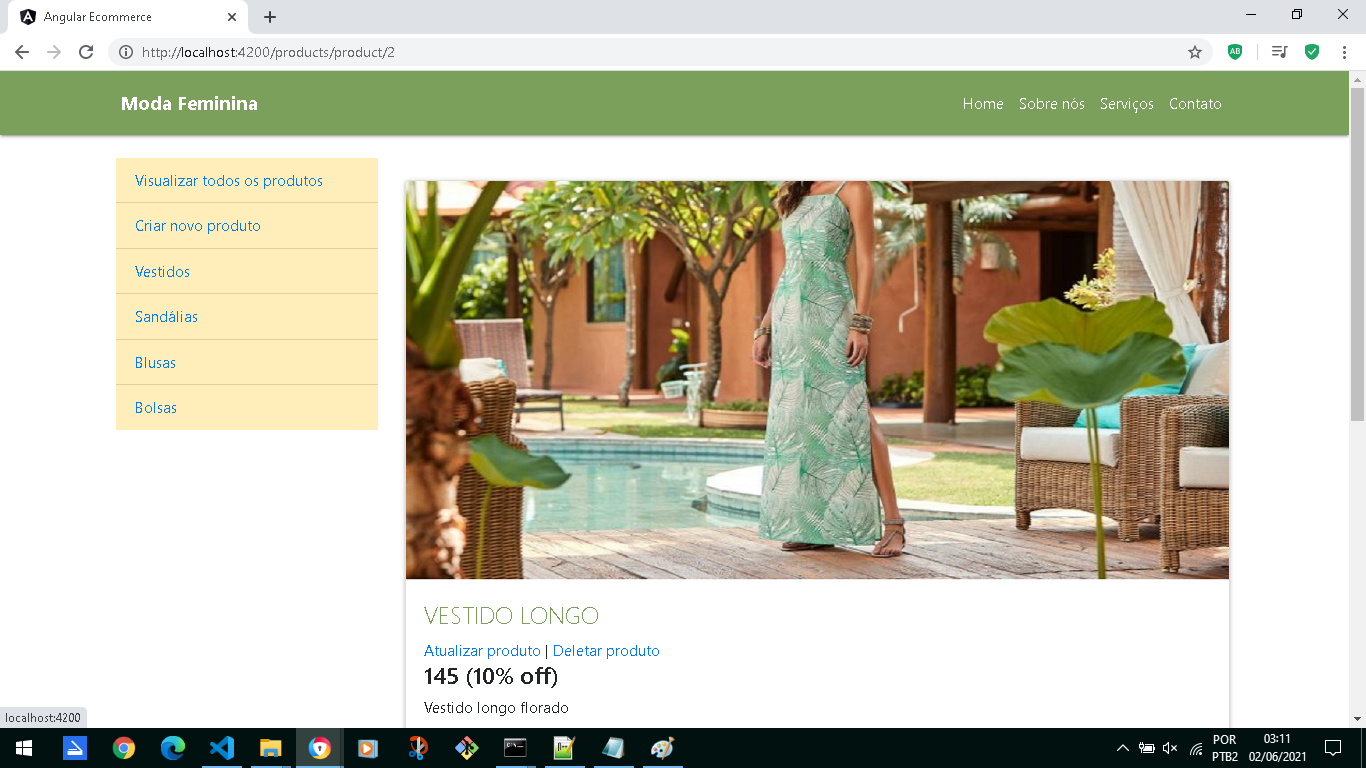 Angular Ecommerce
http://localhost:4200/products/product/2
AB
Moda Feminina
Home Sobre nós Serviços Contato
Visualizar todos os produtos
Criar novo produto
Vestidos
Sandálias
Blusas
Bolsas
VESTIDO LONGO
Atualizar produto | Deletar produto
145 (10% off)
Vestido longo florado
localhost:4200
POR
PTB2
03:11
02/06/2021